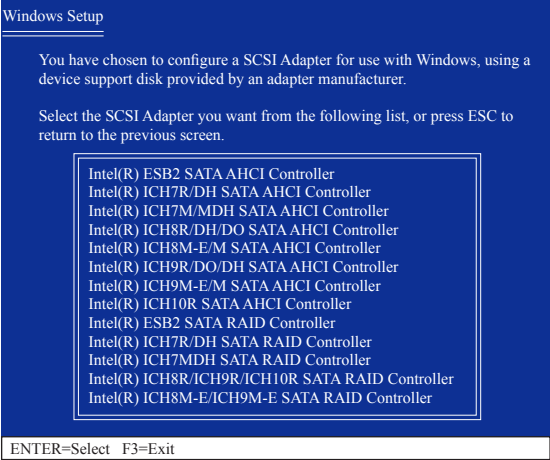 Windows Setup
You have chosen to configure a SCSI Adapter for use with Windows, using a
device support disk provided by an adapter manufacturer.
Select the SCSI Adapter you want from the following list, or press ESC to
return to the previous screen.
Intel(R) ESB2 SATA AHCI Controller
Intel(R) ICH7R/DH SATA AHCI Controller
Intel(R) ICH7M/MDH SATA AHCI Controller
Intel(R) ICH8R/DH/DO SATA AHCI Controller
Intel(R) ICH8M-E/M SATA AHCI Controller
Intel(R) ICH9R/DO/DH SATA AHCI Controller
Intel(R) ICH9M-E/M SATA AHCI Controller
Intel(R) ICH10R SATA AHCI Controller
Intel(R) ESB2 SATA RAID Controller
Intel(R) ICH7R/DH SATA RAID Controller
Intel(R) ICH7MDH SATA RAID Controller
Intel(R) ICH8R/ICH9R/ICH10R SATA RAID Controller
Intel(R) ICH8M-E/ICH9M-E SATA RAID Controller
ENTER=Select F3=Exit